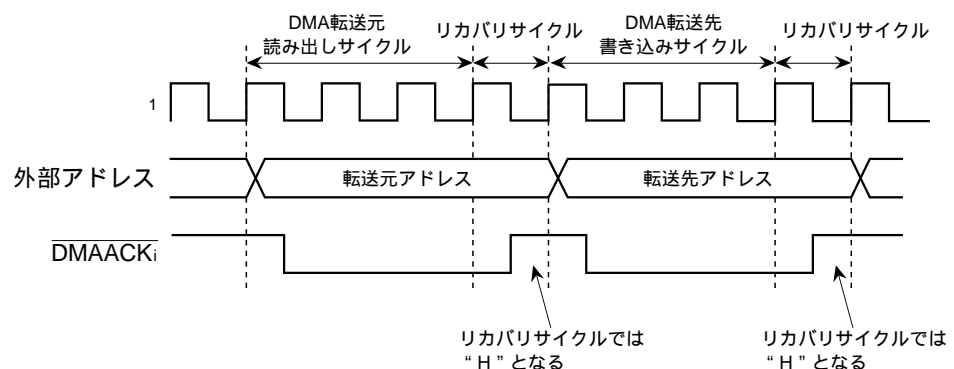 DMA転送元
読み出しサイクル
リカバリサイクル
DMA転送先
書き込みサイクル
リカバリサイクル
1
外部アドレス
転送元アドレス
転送先アドレス
DMAACKi
リカバリサイクルでは
“ H ” となる
リカバリサイクルでは
“ H ” となる